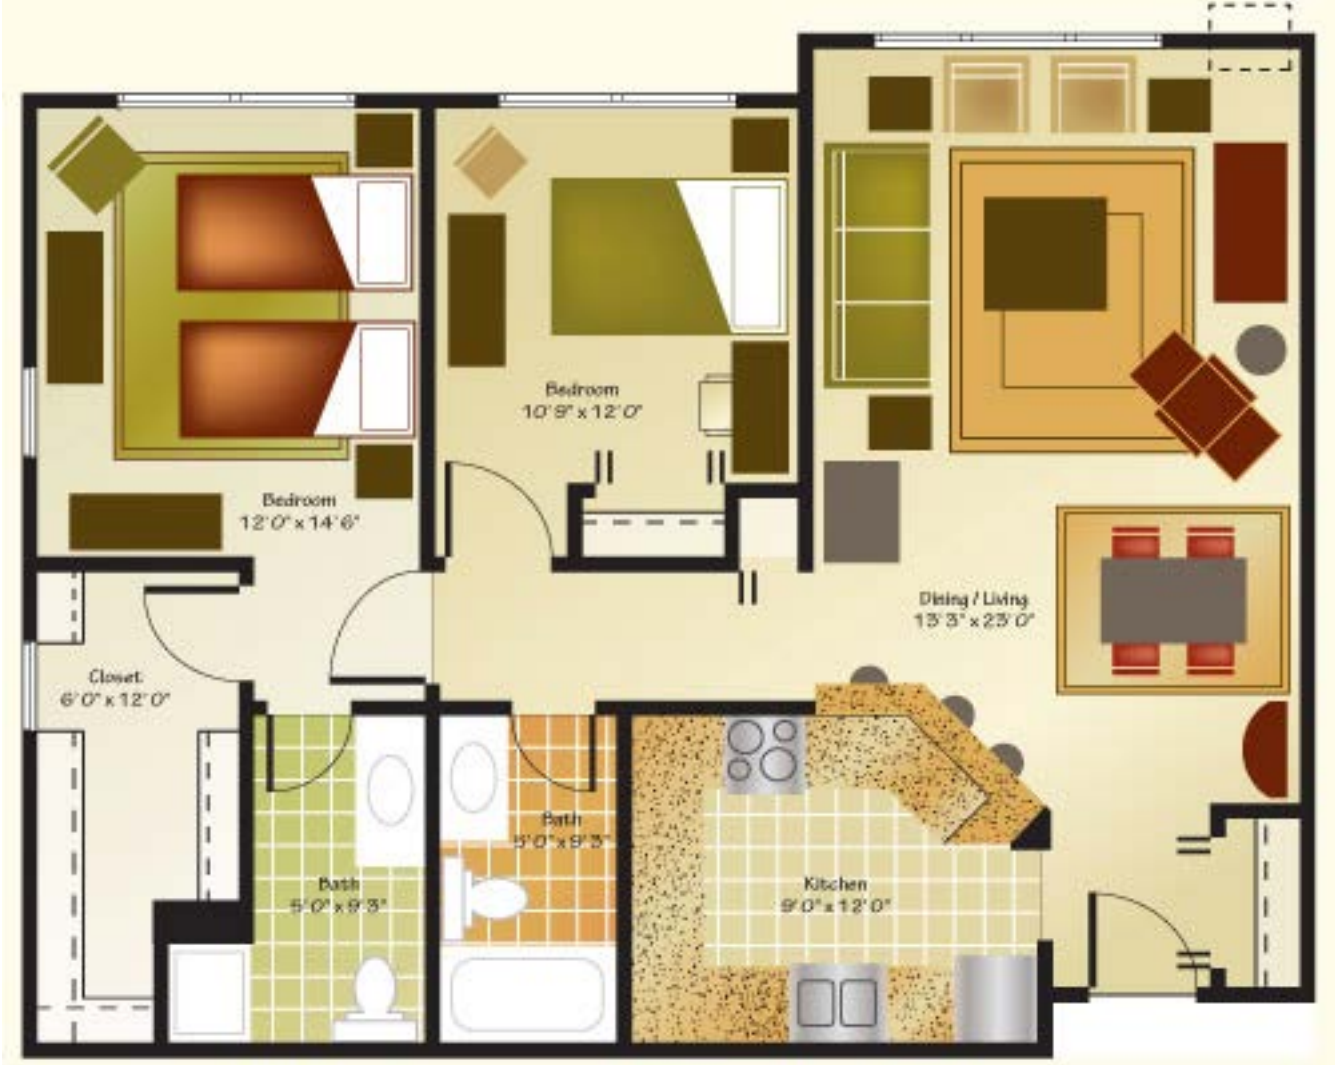 Bedroom
12' 0" x 14' 6"
Bedroom
10' 9" x 12' 0"
Dining / Living
13' 3" x 23' 0"
Closet
6' 0" x 12' 0"
Bath
5' 0" x 9' 3"
Bath
5' 0" x 9' 3"
Kitchen
9' 0" x 12' 0"